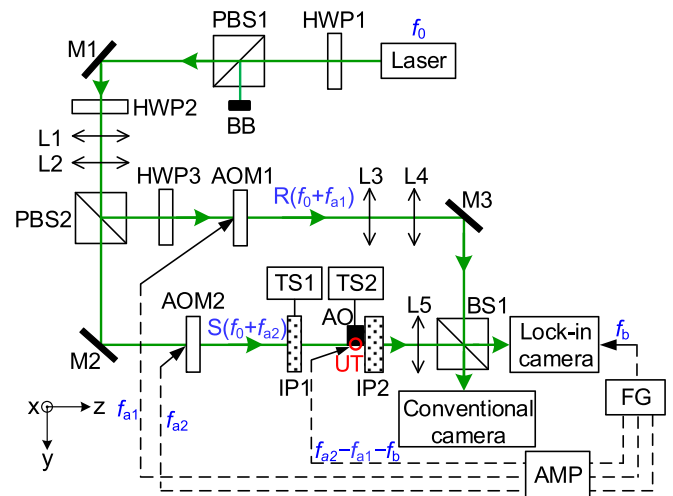 PBS1
HWP1
f0
Laser
M1
BB
HWP2
L1
L2
HWP3
AOM1
R(f0+fa1)
L3
L4
M3
PBS2
AOM2
S(f0+fa2)
TS1
TS2
AO
UT
IP1
IP2
L5
BS1
Lock-in
camera
fb
M2
Conventional
camera
FG
x
z
y
fa1
fa2
fa2−fa1−fb
AMP